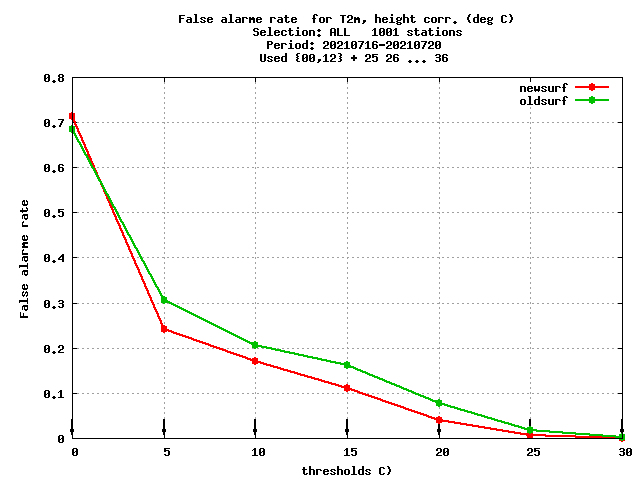 False alarme rate  for T2m, height corr. (deg C)
Selection: ALL   1001 stations
Period: 20210716-20210720
Used {00,12} + 25 26 ... 36
newsurf
oldsurf
0.8
0.7
0.6
0.5
0.4
0.3
0.2
0.1
0
False alarme rate
0 5 10 15 20 25 30
thresholds C)